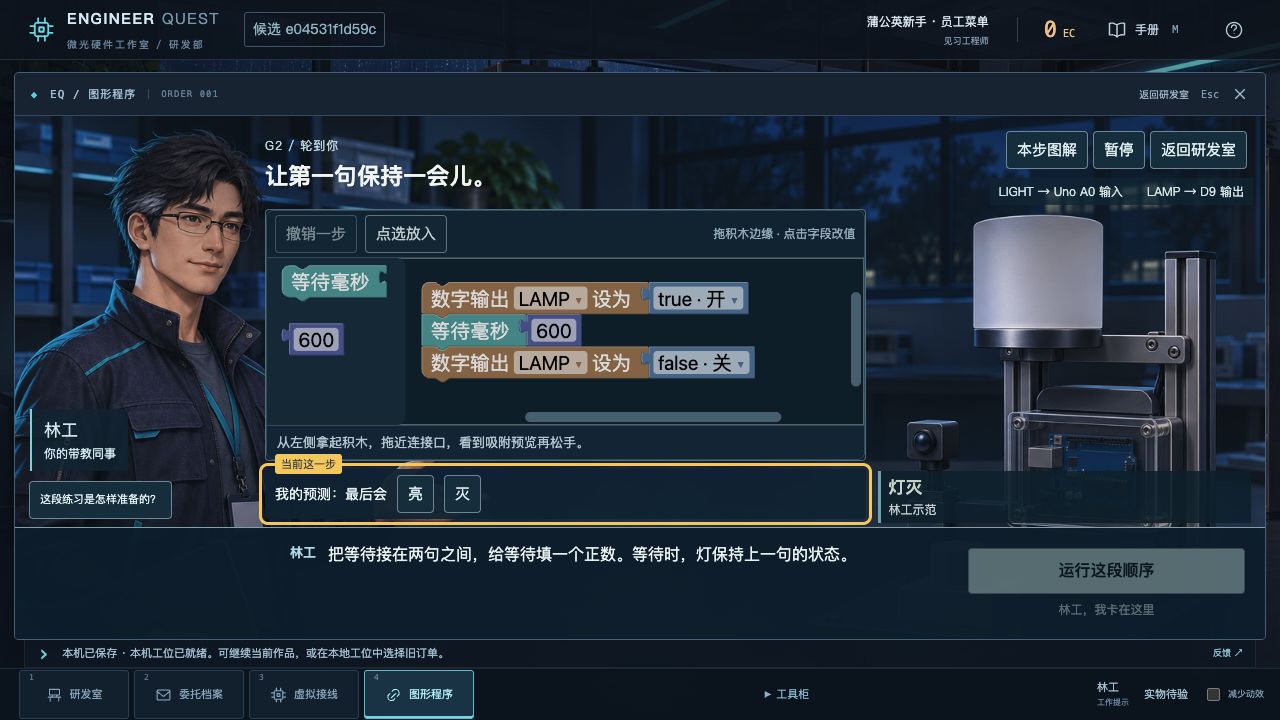 ENGINEER QUEST
微光硬件工作室 / 研发部
候选 e04531f1d59c
蒲公英新手 · 员工菜单
见习工程师
0 EC
手册 M
?
EQ / 图形程序 | ORDER 001
返回研发室 Esc
G2 / 轮到你
让第一句保持一会儿。
本步图解
暂停
返回研发室
LIGHT → Uno A0 输入
LAMP → D9 输出
撤销一步
点选放入
拖积木边缘 · 点击字段改值
等待毫秒
600
数字输出 LAMP 设为 true · 开
等待毫秒 600
数字输出 LAMP 设为 false · 关
从左侧拿起积木，拖近连接口，看到吸附预览再松手。
林工
你的带教同事
这段练习是怎样准备的？
当前这一步
我的预测：最后会 亮 灭
灯灭
林工示范
林工 把等待接在两句之间，给等待填一个正数。等待时，灯保持上一句的状态。
运行这段顺序
林工，我卡在这里
本机已保存 · 本机工位已就绪。可继续当前作品，或在本地工位中选择旧订单。
反馈 ↗
1 研发室
2 委托档案
3 虚拟接线
4 图形程序
工具柜
林工
工作提示
实物待验
减少动效